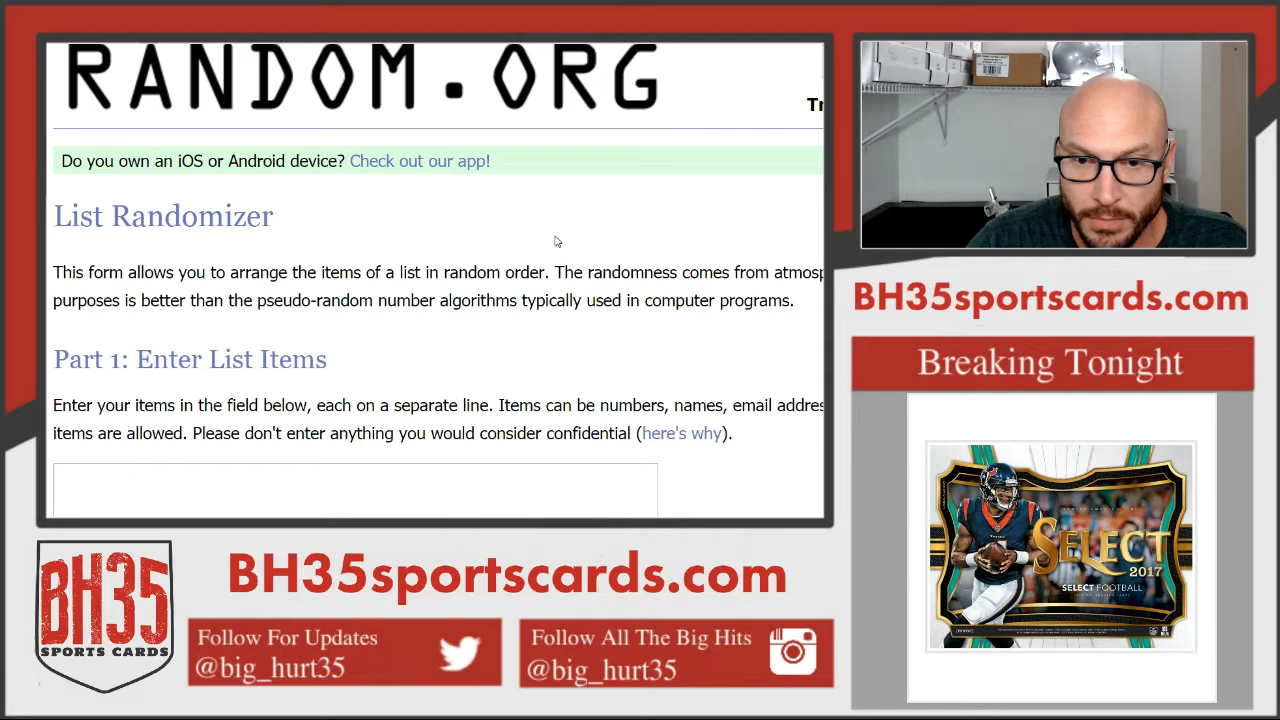 RANDOM.ORG
Do you own an iOS or Android device? Check out our app!
List Randomizer
This form allows you to arrange the items of a list in random order. The randomness comes from atmosp
purposes is better than the pseudo-random number algorithms typically used in computer programs.
Part 1: Enter List Items
Enter your items in the field below, each on a separate line. Items can be numbers, names, email addres
items are allowed. Please don't enter anything you would consider confidential (here's why).
BH35sportscards.com
Breaking Tonight
SELECT
2017
SELECT FOOTBALL
BH35
SPORTS CARDS
BH35sportscards.com
Follow For Updates
@big_hurt35
Follow All The Big Hits
@big_hurt35